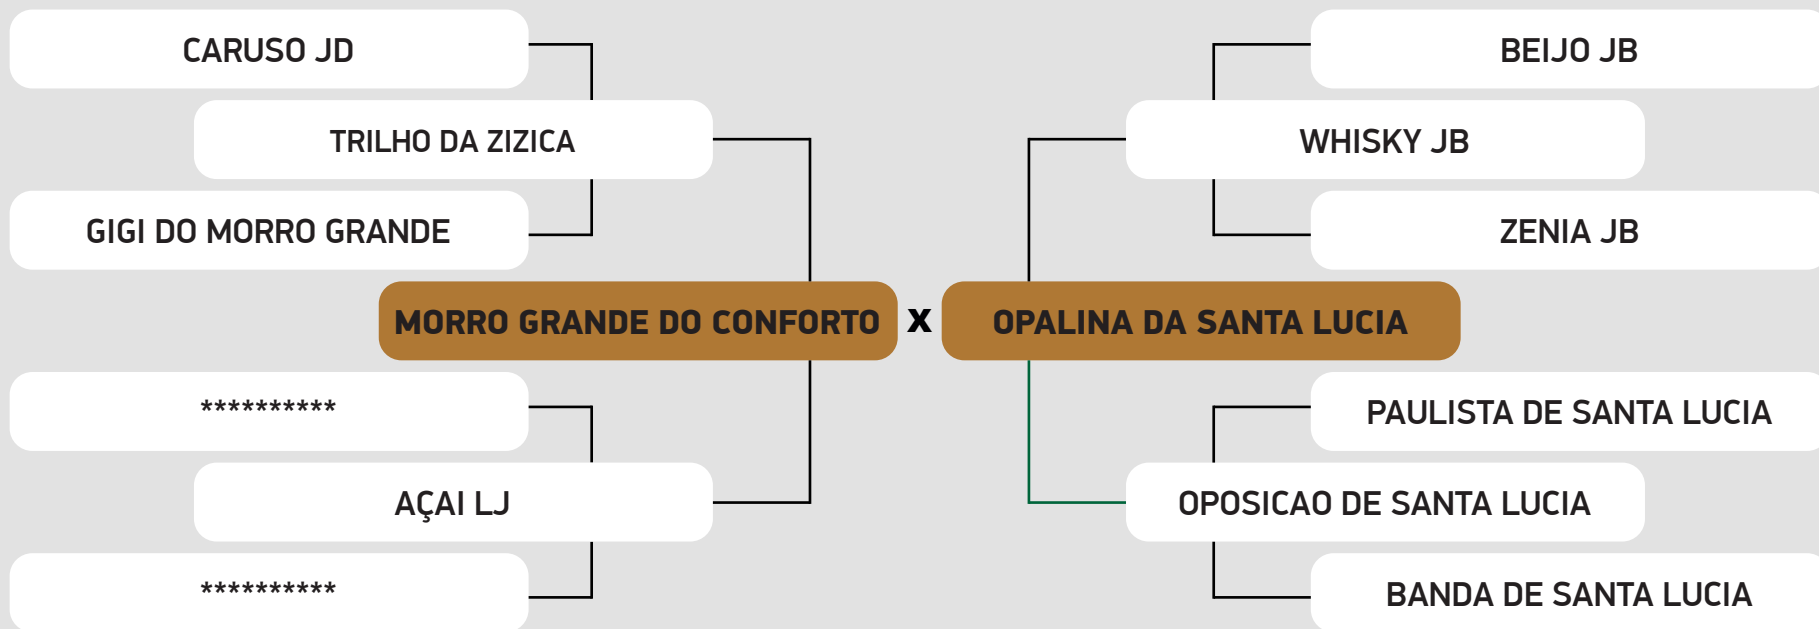 CARUSO JD
BEIJO JB
TRILHO DA ZIZICA
WHISKY JB
GIGI DO MORRO GRANDE
ZENIA JB
MORRO GRANDE DO CONFORTO x OPALINA DA SANTA LUCIA
**********
PAULISTA DE SANTA LUCIA
AÇAI LJ
OPOSICAO DE SANTA LUCIA
**********
BANDA DE SANTA LUCIA